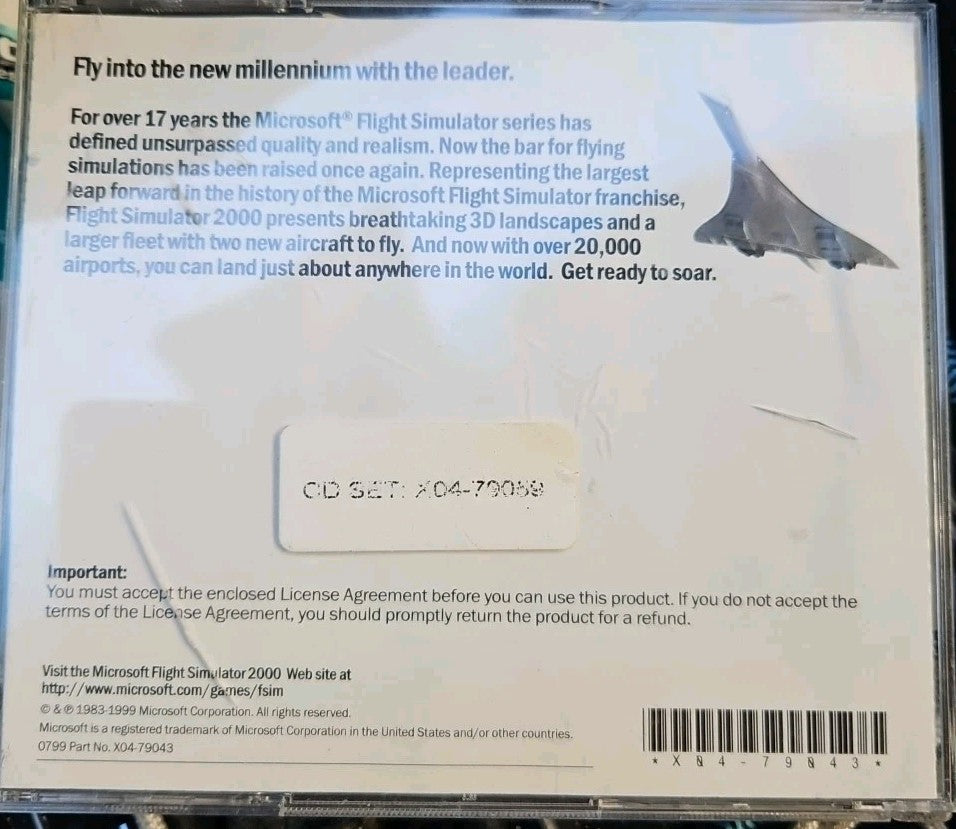 Fly into the new millennium with the leader.
For over 17 years the Microsoft® Flight Simulator series has
defined unsurpassed quality and realism. Now the bar for flying
simulations has been raised once again. Representing the largest
leap forward in the history of the Microsoft Flight Simulator franchise,
Flight Simulator 2000 presents breathtaking 3D landscapes and a
larger fleet with two new aircraft to fly. And now with over 20,000
airports, you can land just about anywhere in the world. Get ready to soar.
CD SET: X04-79059
Important:
You must accept the enclosed License Agreement before you can use this product. If you do not accept the
terms of the License Agreement, you should promptly return the product for a refund.
Visit the Microsoft Flight Simulator 2000 Web site at
http://www.microsoft.com/games/fsim
© & ℗ 1983-1999 Microsoft Corporation. All rights reserved.
Microsoft is a registered trademark of Microsoft Corporation in the United States and/or other countries.
0799 Part No. X04-79043
* X 0 4 - 7 9 0 4 3 *